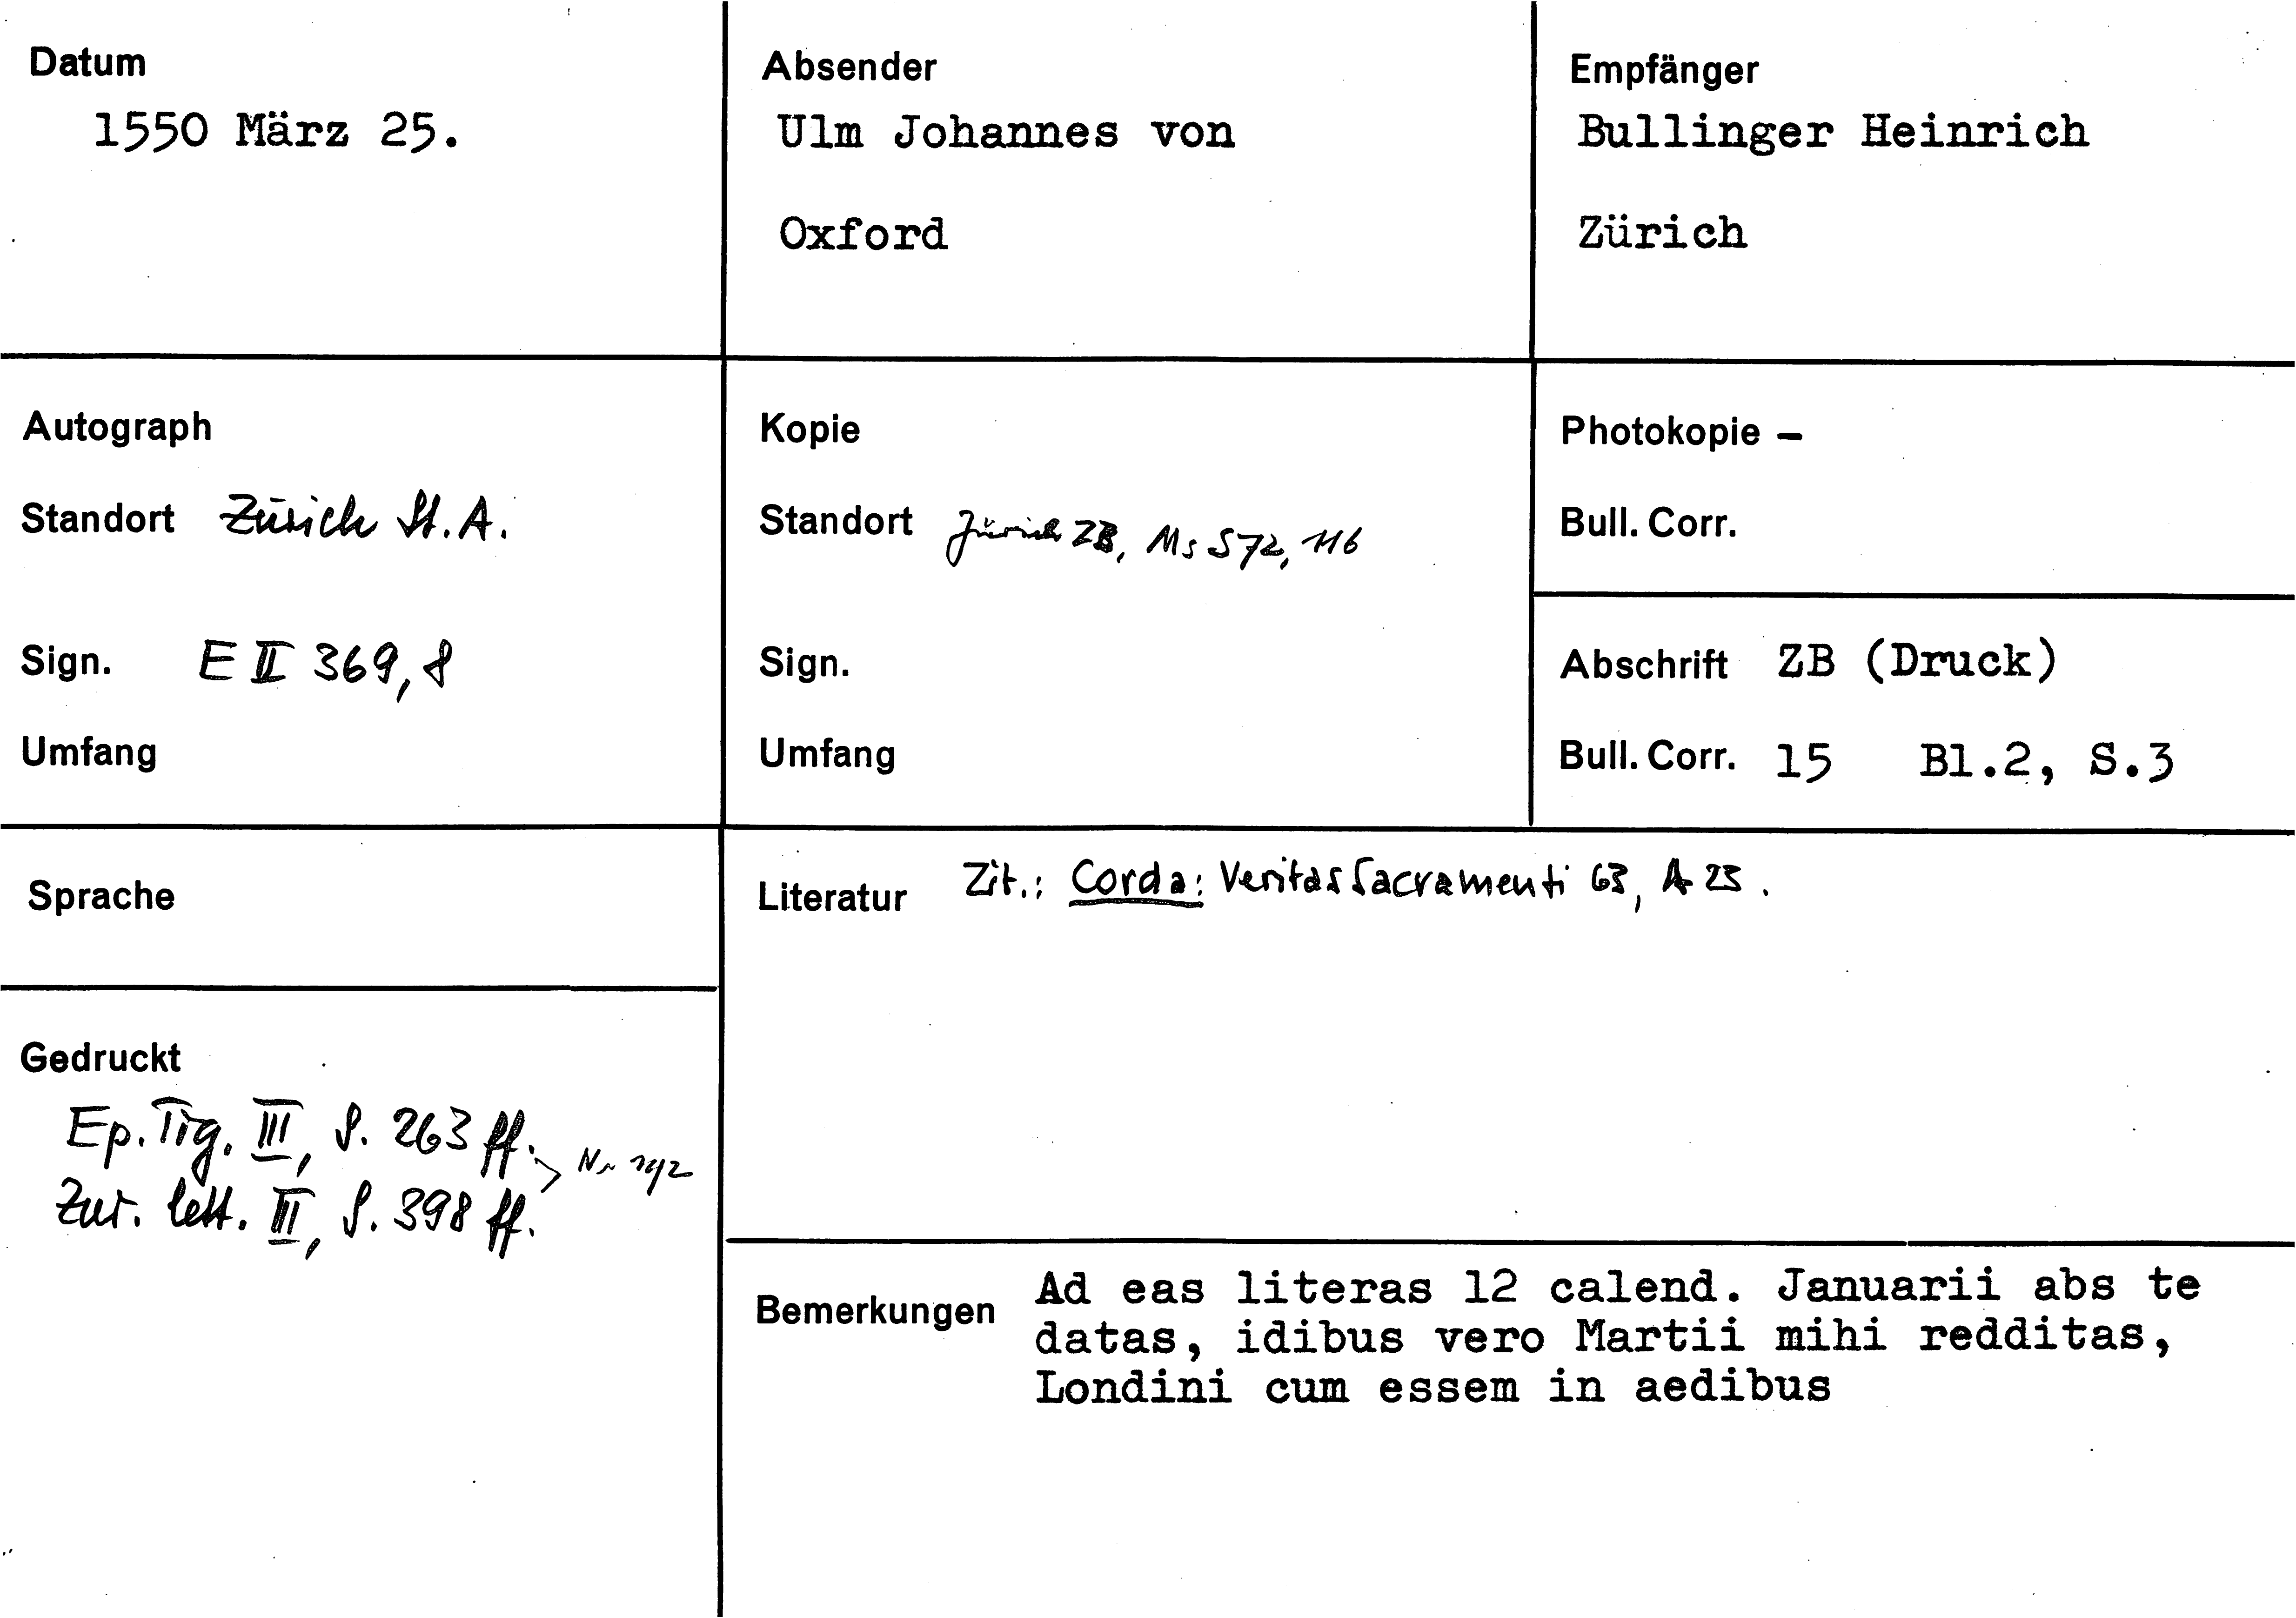 Datum
1550 März 25.
Absender
Ulm Johannes von
Oxford
Empfänger
Bullinger Heinrich
Zürich
Autograph
Standort Zürich St.A.
Sign. E II 369,8
Umfang
Kopie
Standort Zürich ZB, Ms S 72, 116
Sign.
Umfang
Photokopie –
Bull. Corr.
Abschrift ZB (Druck)
Bull. Corr. 15 Bl.2, S.3
Sprache
Gedruckt
Ep. Tig. III, S. 263 ff.
Zur. lett. III, S. 398 ff.
Literatur Zit.: Corda: Veritas Sacramenti 63, A 23.
Bemerkungen Ad eas literas 12 calend. Januarii abs te
datas, idibus vero Martii mihi redditas,
Londini cum essem in aedibus